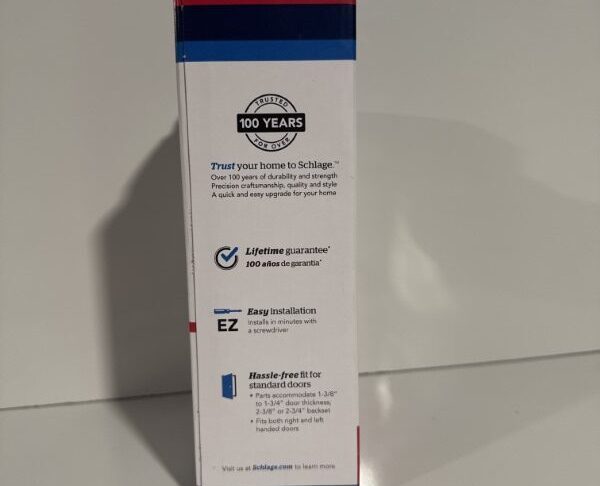 TRUSTED
100 YEARS
FOR OVER
Trust your home to Schlage.™
Over 100 years of durability and strength
Precision craftsmanship, quality and style
A quick and easy upgrade for your home
Lifetime guarantee*
100 años de garantía*
Easy installation
EZ
Installs in minutes with
a screwdriver
Hassle-free fit for
standard doors
• Parts accommodate 1-3/8"
to 1-3/4" door thickness;
2-3/8" or 2-3/4" backset
• Fits both right and left
handed doors
Visit us at Schlage.com to learn more